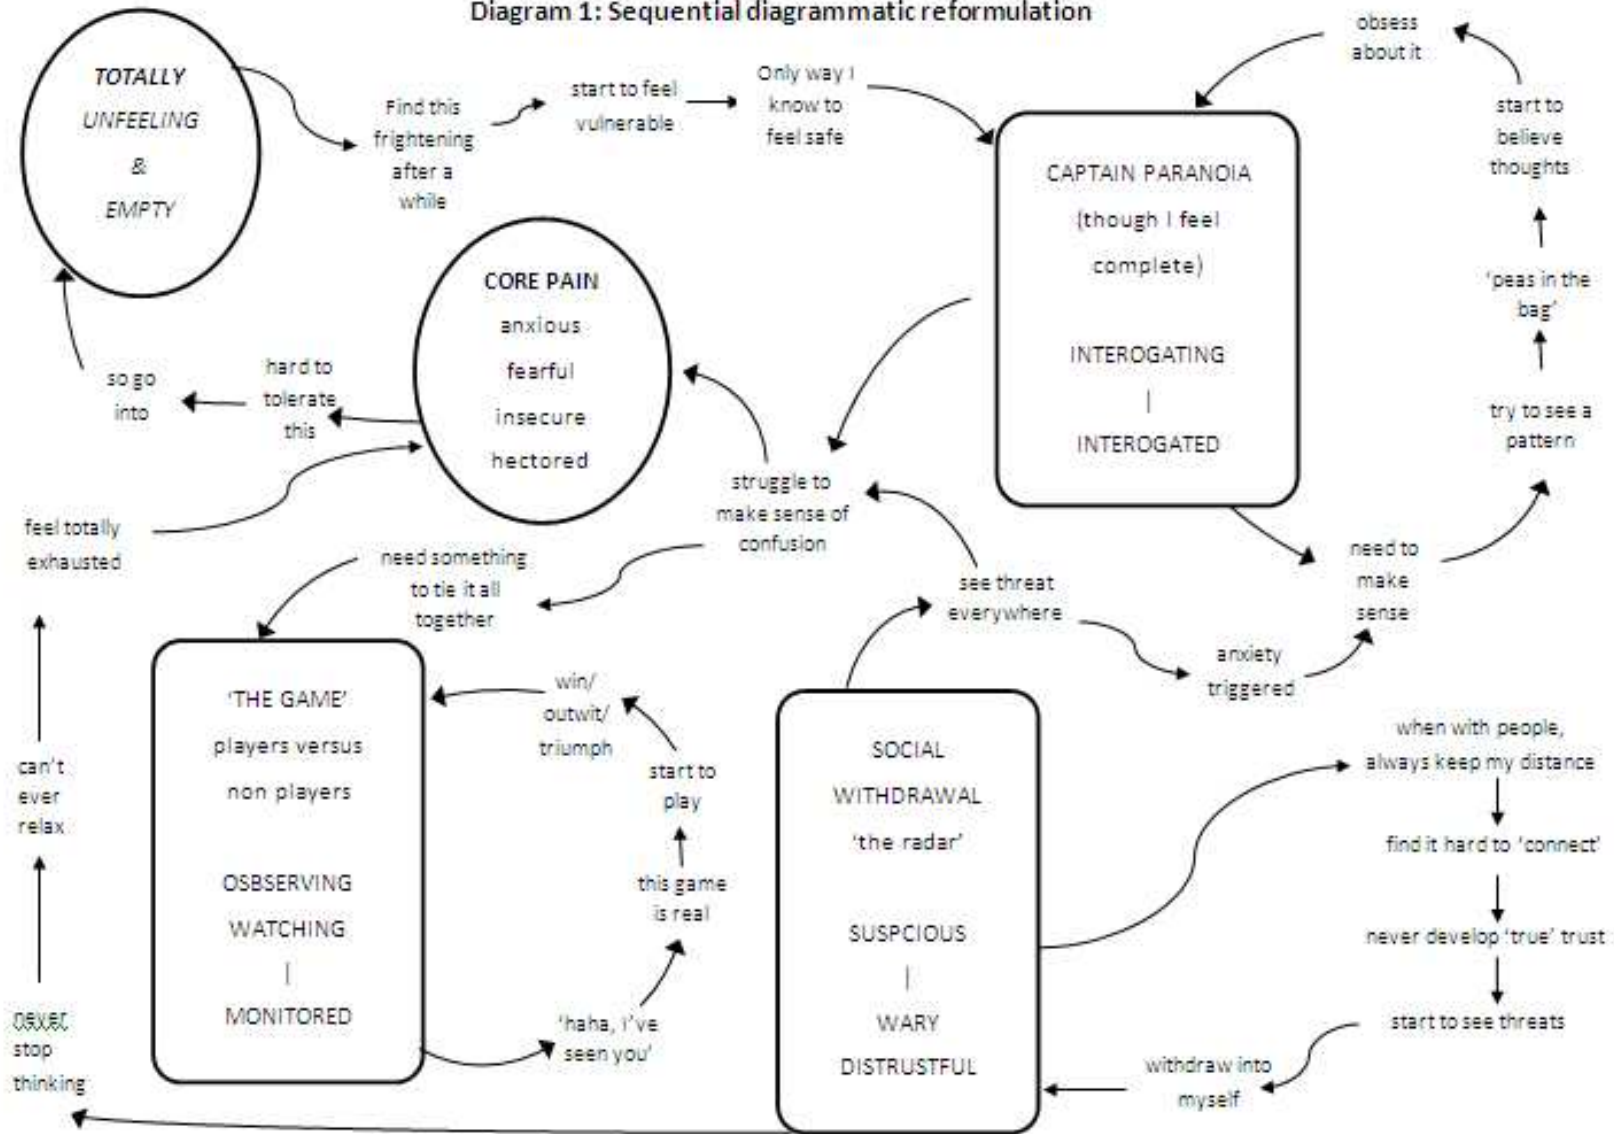 Diagram 1: Sequential diagrammatic reformulation
TOTALLY
UNFEELING
&
EMPTY
Find this
frightening
after a
while
start to feel
vulnerable
Only way I
know to
feel safe
CAPTAIN PARANOIA
(though I feel
complete)
INTEROGATING
|
INTEROGATED
obsess
about it
start to
believe
thoughts
'peas in the
bag'
try to see a
pattern
need to
make
sense
CORE PAIN
anxious
fearful
insecure
hectored
hard to
tolerate
this
so go
into
struggle to
make sense of
confusion
see threat
everywhere
anxiety
triggered
feel totally
exhausted
need something
to tie it all
together
'THE GAME'
players versus
non players
OSBSERVING
WATCHING
|
MONITORED
win/
outwit/
triumph
start to
play
this game
is real
'haha, i've
seen you'
SOCIAL
WITHDRAWAL
'the radar'
SUSPCIOUS
|
WARY
DISTRUSTFUL
when with people,
always keep my distance
find it hard to 'connect'
never develop 'true' trust
start to see threats
withdraw into
myself
can't
ever
relax
never
stop
thinking